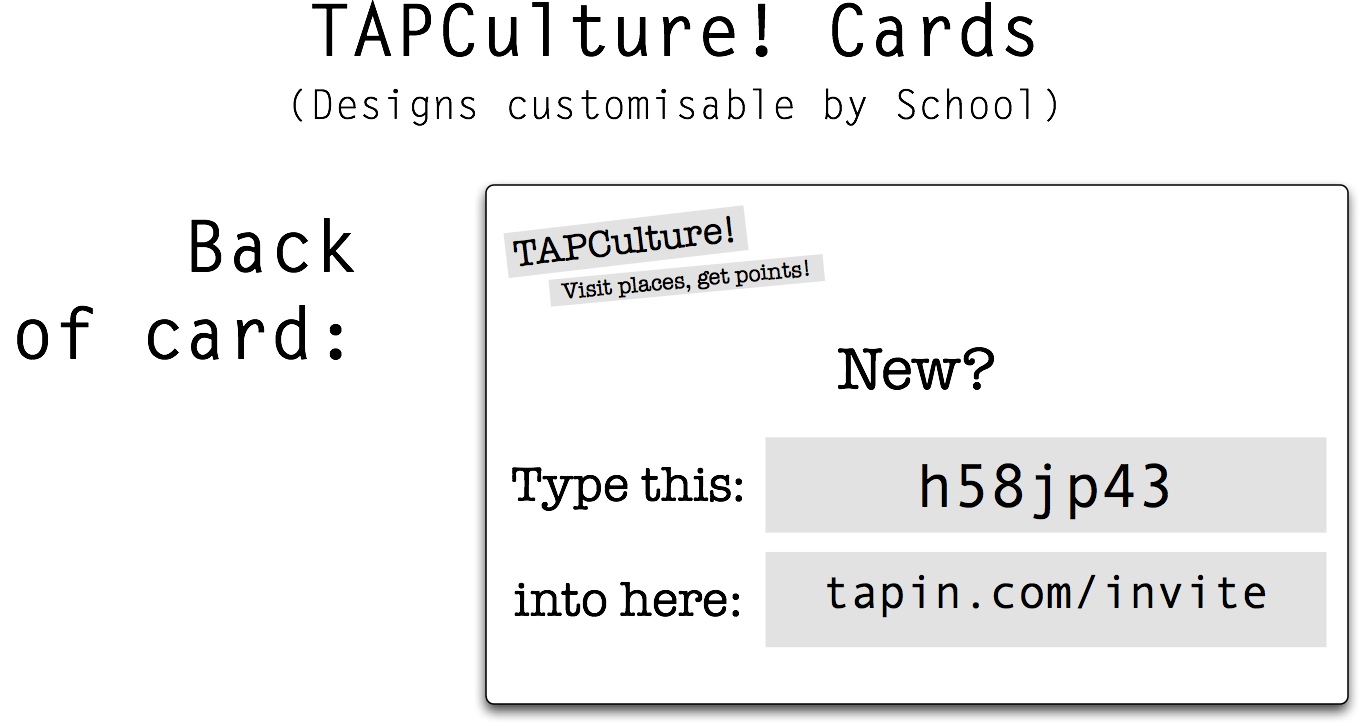 TAPCulture! Cards
(Designs customisable by School)
Back
of card:
TAPCulture!
Visit places, get points!
New?
Type this: h58jp43
into here: tapin.com/invite